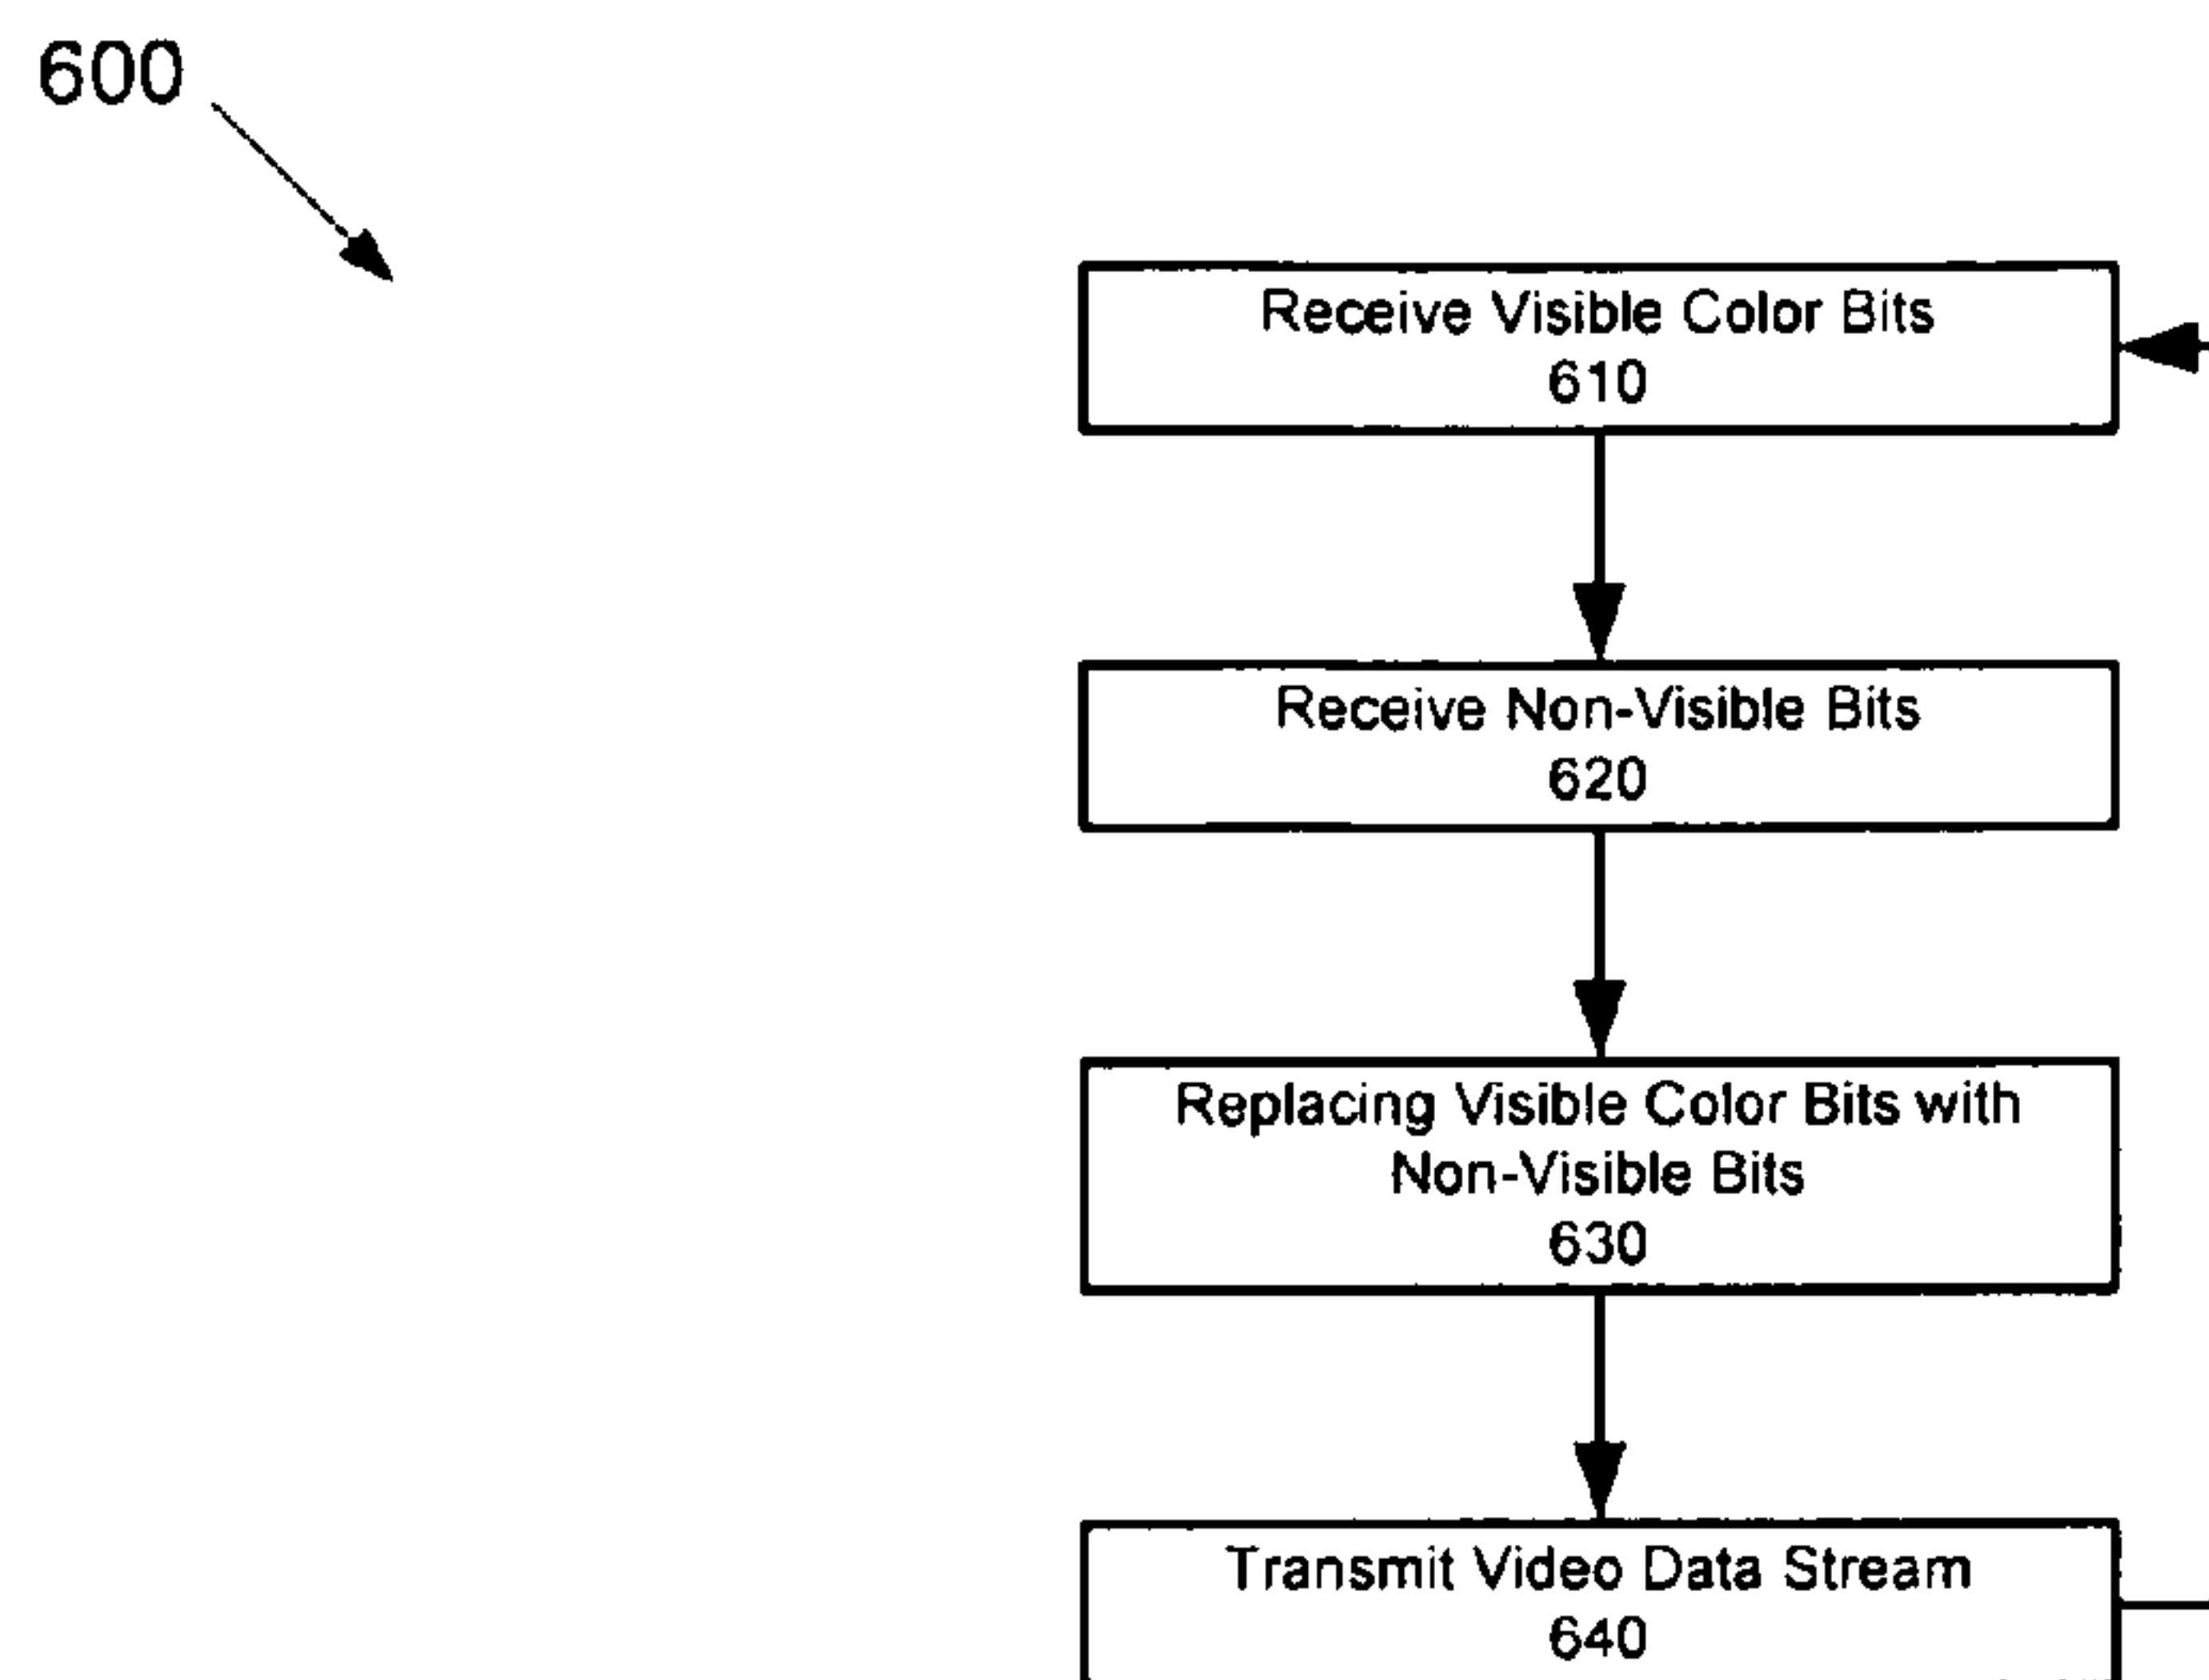 600
Receive Visible Color Bits
610
Receive Non-Visible Bits
620
Replacing Visible Color Bits with
Non-Visible Bits
630
Transmit Video Data Stream
640